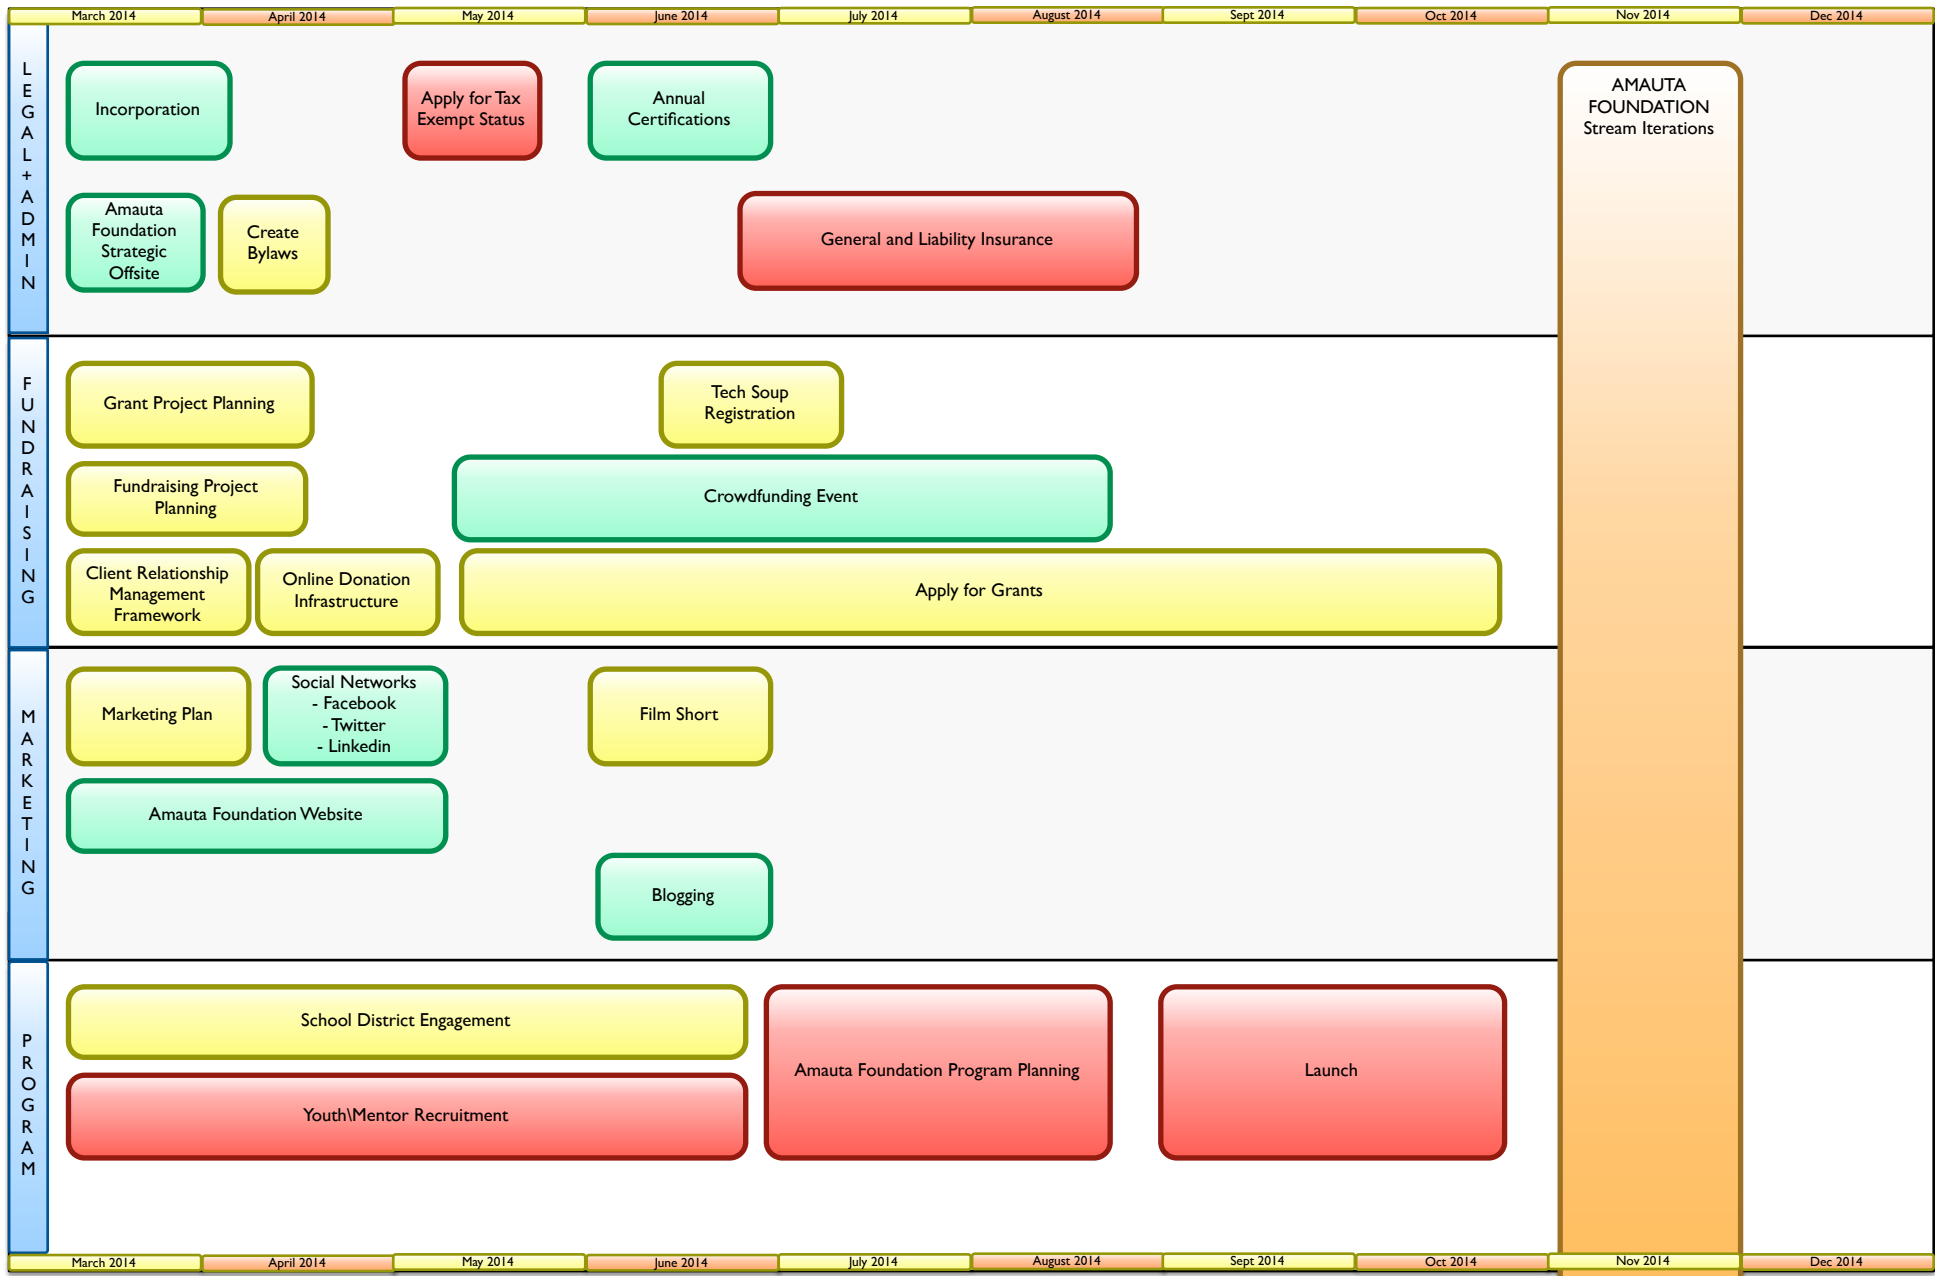 March 2014
April 2014
May 2014
June 2014
July 2014
August 2014
Sept 2014
Oct 2014
Nov 2014
Dec 2014
LEGAL+ADMIN
Incorporation
Apply for Tax
Exempt Status
Annual
Certifications
AMAUTA
FOUNDATION
Stream Iterations
Amauta
Foundation
Strategic
Offsite
Create
Bylaws
General and Liability Insurance
FUNDRAISING
Grant Project Planning
Tech Soup
Registration
Fundraising Project
Planning
Crowdfunding Event
Client Relationship
Management
Framework
Online Donation
Infrastructure
Apply for Grants
MARKETING
Marketing Plan
Social Networks
- Facebook
- Twitter
- Linkedin
Film Short
Amauta Foundation Website
Blogging
PROGRAM
School District Engagement
Youth\Mentor Recruitment
Amauta Foundation Program Planning
Launch
March 2014
April 2014
May 2014
June 2014
July 2014
August 2014
Sept 2014
Oct 2014
Nov 2014
Dec 2014